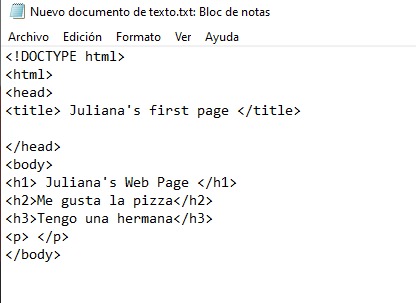 Nuevo documento de texto.txt: Bloc de notas
Archivo Edición Formato Ver Ayuda
<!DOCTYPE html>
<html>
<head>
<title> Juliana's first page </title>
</head>
<body>
<h1> Juliana's Web Page </h1>
<h2>Me gusta la pizza</h2>
<h3>Tengo una hermana</h3>
<p> </p>
</body>